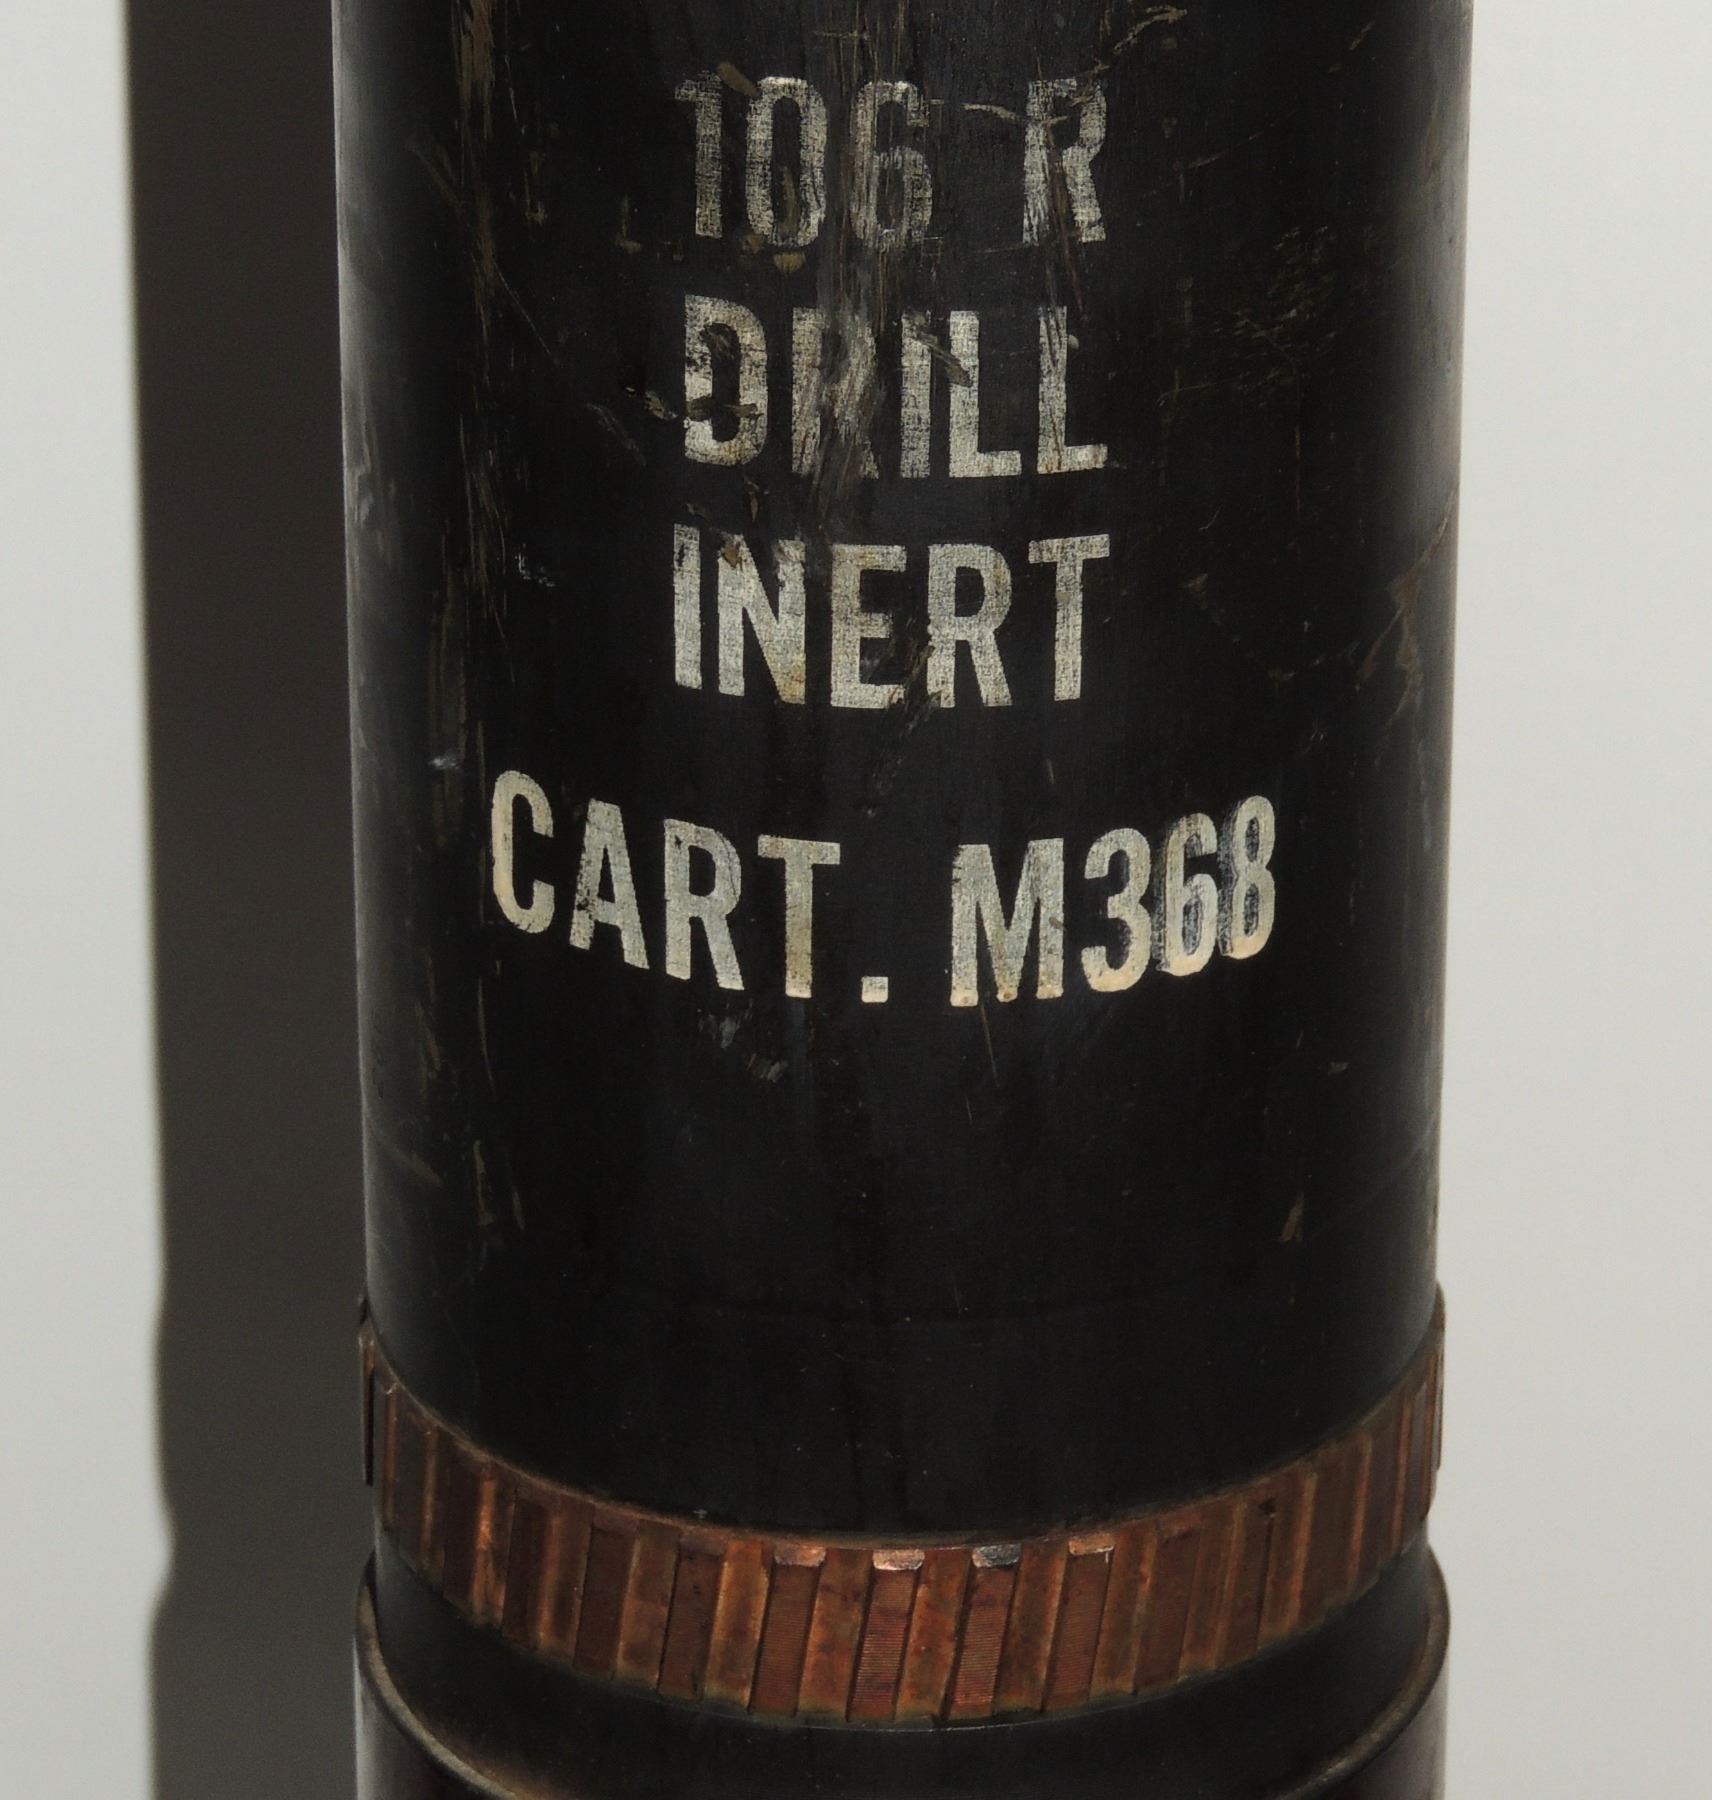 106 R
DRILL
INERT
CART. M368